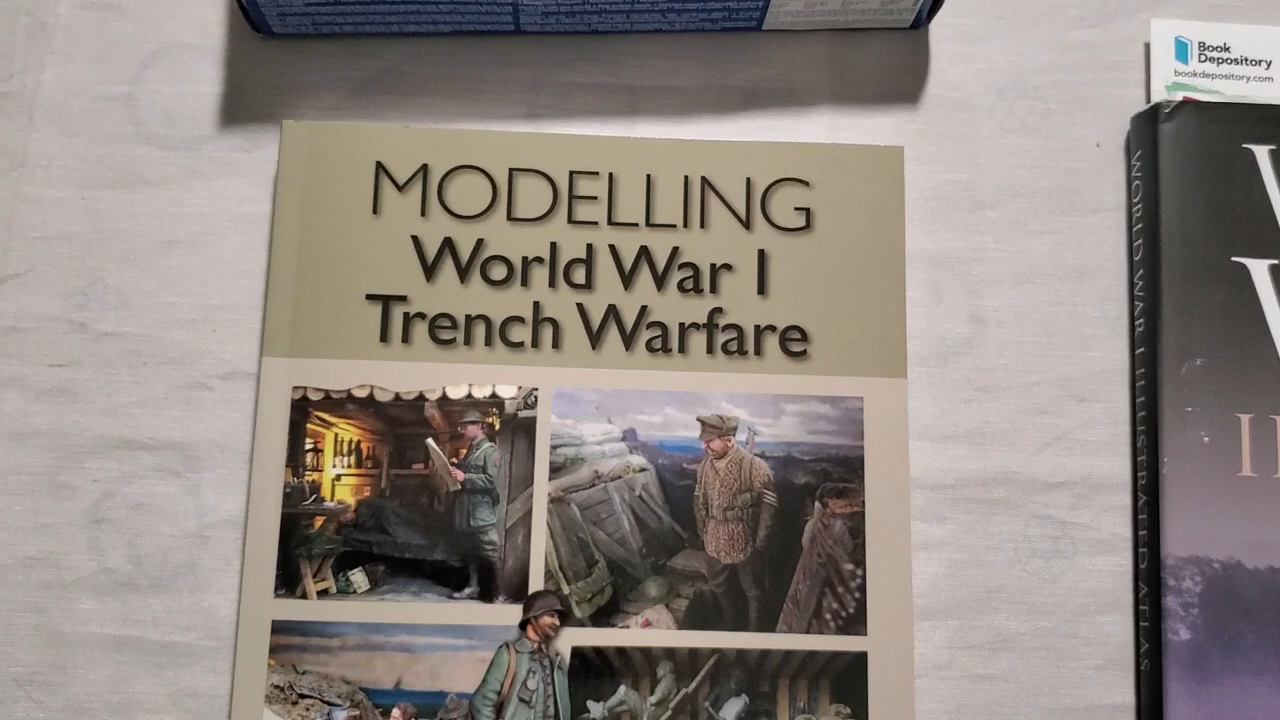 MODELLING
World War I
Trench Warfare
Book
Depository
bookdepository.com
WORLD WAR I ILLUSTRATED ATLAS
W
W